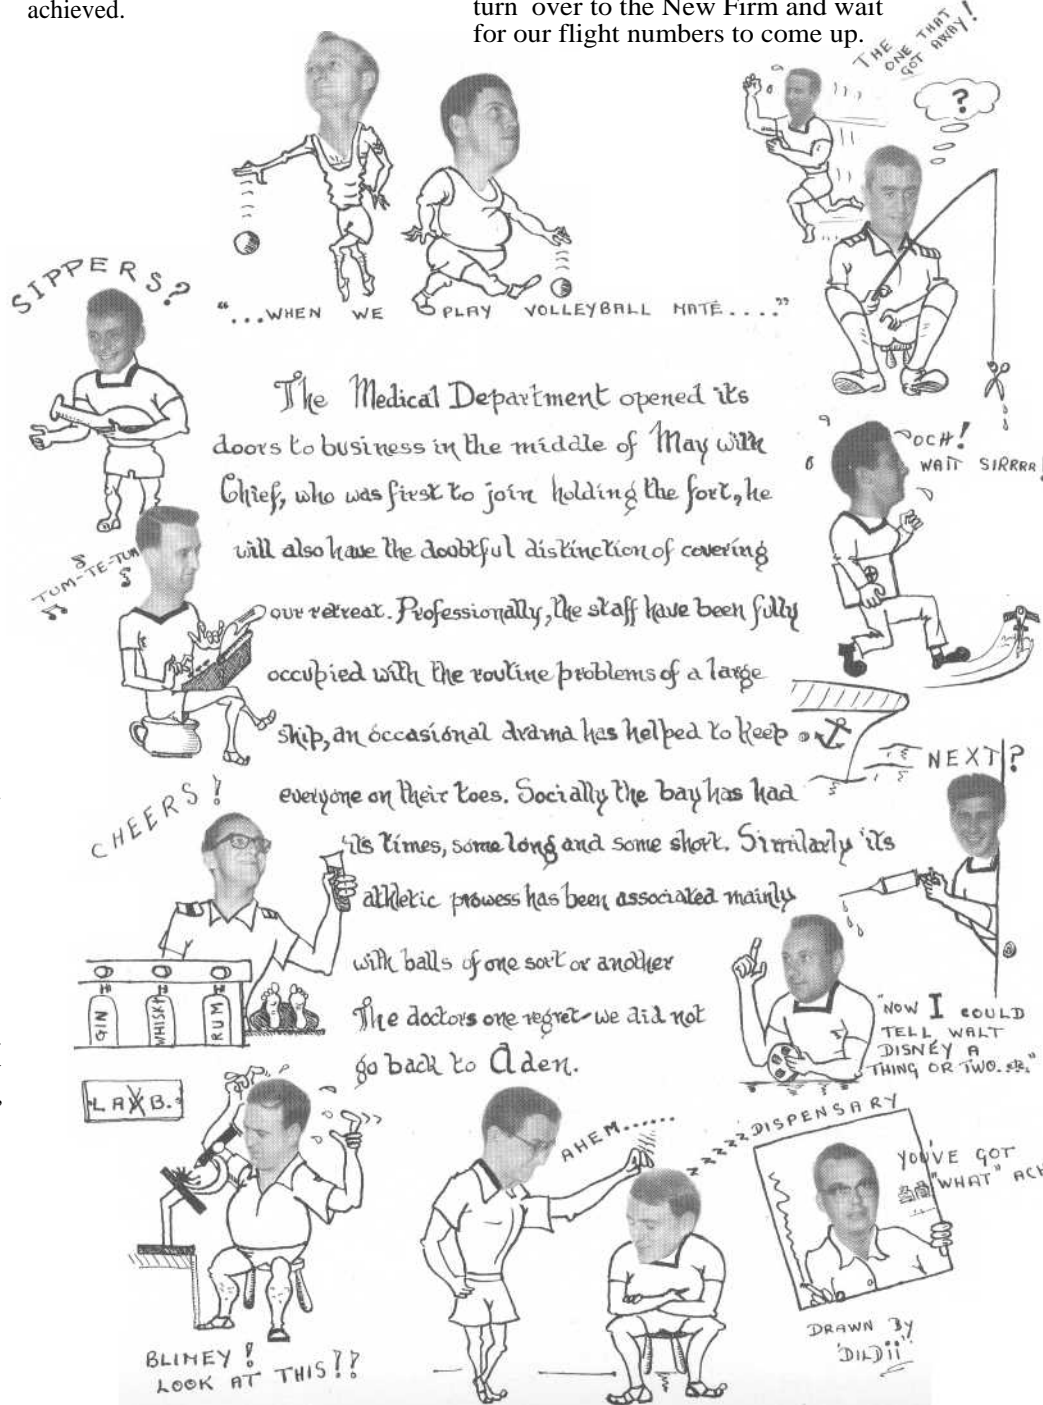 achieved.
turn over to the New Firm and wait
for our flight numbers to come up.
THE
ONE THAT
GOT AWAY!
?
SIPPERS?
"...WHEN WE PLAY VOLLEYBALL MATE...."
The Medical Department opened its
doors to business in the middle of May with
Chief, who was first to join holding the fort, he
will also have the doubtful distinction of covering
our retreat. Professionally, the staff have been fully
occupied with the routine problems of a large
ship, an occasional drama has helped to keep
everyone on their toes. Socially the bay has had
its times, some long and some short. Similarly its
athletic prowess has been associated mainly
with balls of one sort or another
The doctors one regret - we did not
go back to Aden.
OCH!
WAIT SIRRRR!
TUM-TE-TUM
NEXT?
CHEERS!
GIN
WHISKY
RUM
"NOW I COULD
TELL WALT
DISNEY A
THING OR TWO..."
LAXB.
BLIMEY!
LOOK AT THIS!!
AHEM......
ZZZZZ
DISPENSARY
YOU'VE GOT
"WHAT" ACH
DRAWN BY
'DILDII'